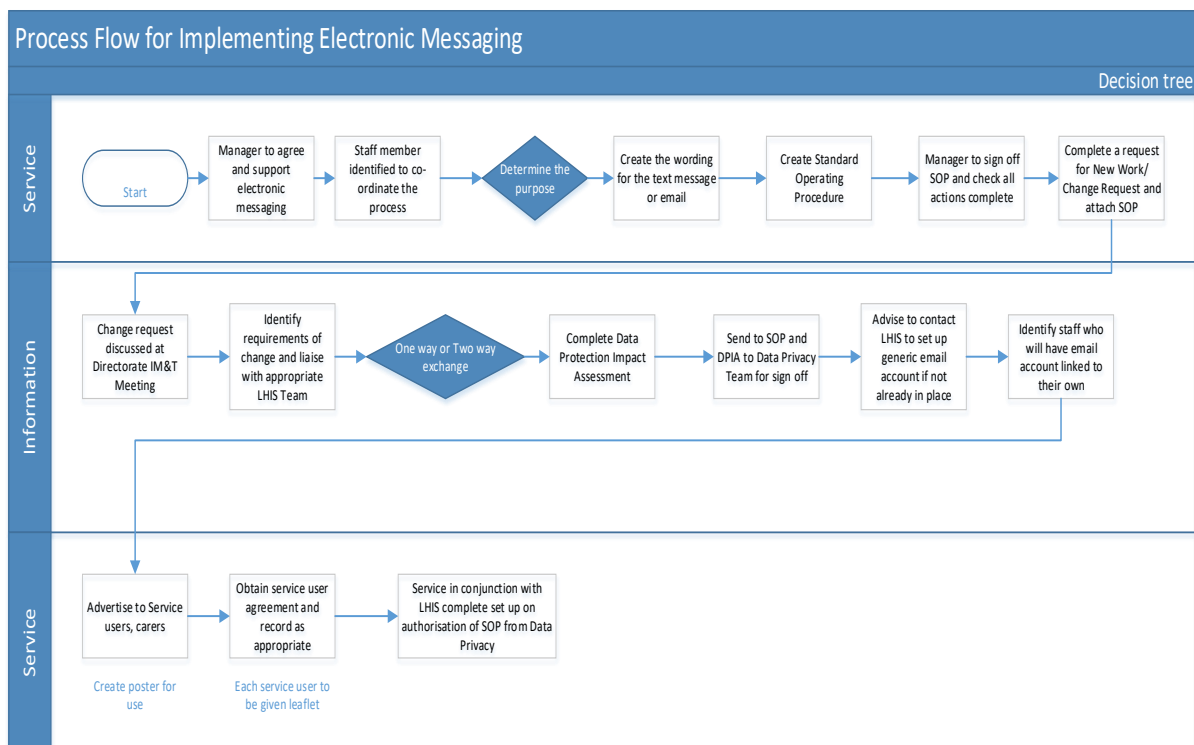 Process Flow for Implementing Electronic Messaging
Decision tree
Service
Start
Manager to agree
and support
electronic
messaging
Staff member
identified to co-
ordinate the
process
Determine the
purpose
Create the wording
for the text message
or email
Create Standard
Operating
Procedure
Manager to sign off
SOP and check all
actions complete
Complete a request
for New Work/
Change Request and
attach SOP
Information
Change request
discussed at
Directorate IM&T
Meeting
Identify
requirements of
change and liaise
with appropriate
LHIS Team
One way or Two way
exchange
Complete Data
Protection Impact
Assessment
Send to SOP and
DPIA to Data Privacy
Team for sign off
Advise to contact
LHIS to set up
generic email
account if not
already in place
Identify staff who
will have email
account linked to
their own
Service
Advertise to Service
users, carers
Create poster for
use
Obtain service user
agreement and
record as
appropriate
Each service user to
be given leaflet
Service in conjunction with
LHIS complete set up on
authorisation of SOP from Data
Privacy